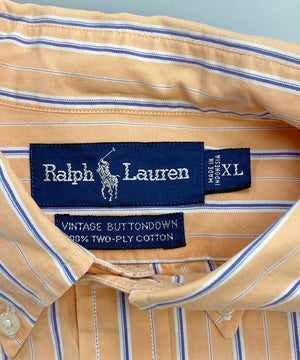 Ralph Lauren
MADE IN
INDONESIA
XL
VINTAGE BUTTONDOWN
100% TWO-PLY COTTON